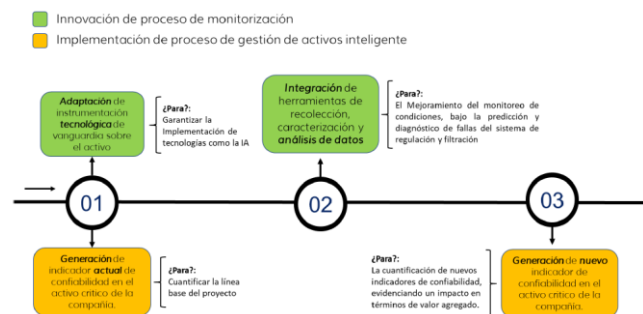 Innovación de proceso de monitorización
Implementación de proceso de gestión de activos inteligente
Adaptación de
instrumentación
tecnológica de
vanguardia sobre
el activo
¿Para?:
Garantizar la
Implementación de
tecnologías como la IA
Integración de
herramientas de
recolección,
caracterización y
análisis de datos
¿Para?:
El Mejoramiento del monitoreo de
condiciones, bajo la predicción y
diagnóstico de fallas del sistema de
regulación y filtración
01
02
03
Generación de
indicador actual de
confiabilidad en el
activo critico de la
compañía.
¿Para?:
Cuantificar la línea
base del proyecto
¿Para?:
La cuantificación de nuevos
indicadores de confiabilidad,
evidenciando un impacto en
términos de valor agregado.
Generación de nuevo
indicador de
confiabilidad en el
activo critico de la
compañía.